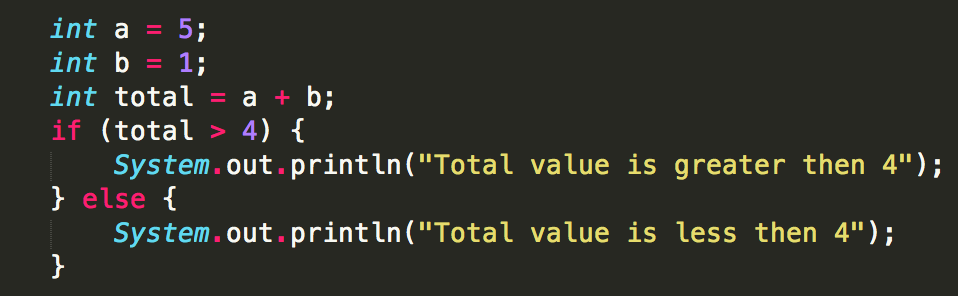 int a = 5;
int b = 1;
int total = a + b;
if (total > 4) {
    System.out.println("Total value is greater then 4");
} else {
    System.out.println("Total value is less then 4");
}